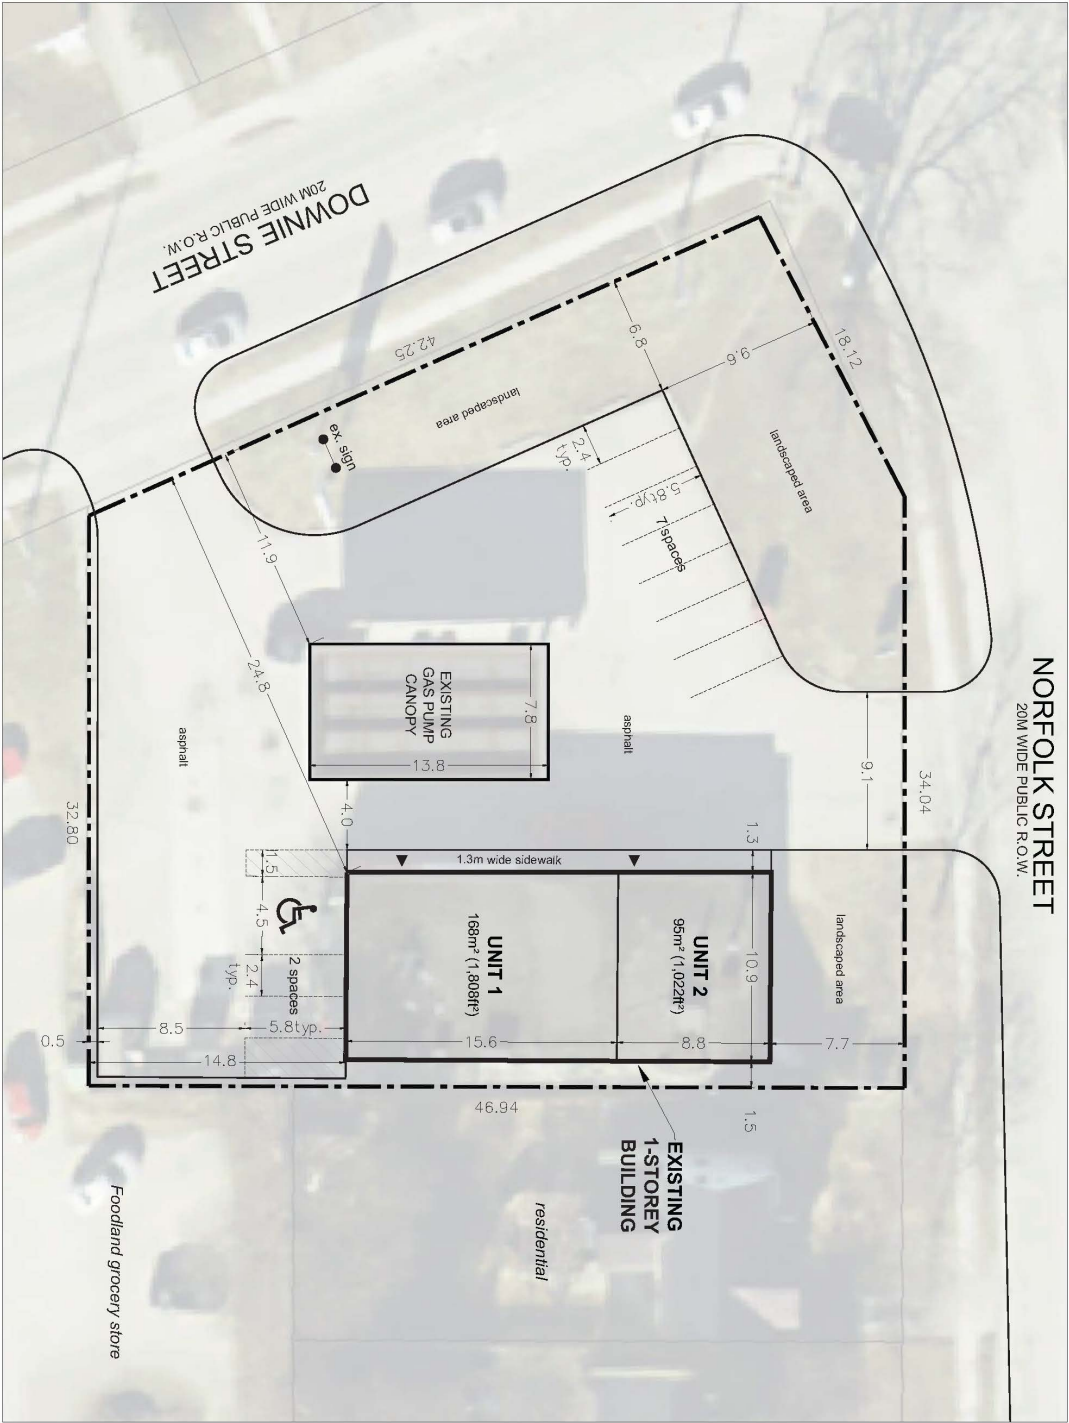 NORFOLK STREET
20M WIDE PUBLIC R.O.W.
DOWNIE STREET
20M WIDE PUBLIC R.O.W.
42.25
18.12
6.8
9.6
landscaped area
landscaped area
ex. sign
2.4
typ.
5.8typ.
7 spaces
11.9
24.8
EXISTING
GAS PUMP
CANOPY
7.8
13.8
asphalt
asphalt
9.1
34.04
32.80
4.0
1.3
1.3m wide sidewalk
1.5
4.5
2.4
typ.
2 spaces
5.8typ.
8.5
14.8
0.5
UNIT 1
168m² (1,808ft²)
UNIT 2
95m² (1,022ft²)
10.9
15.6
8.8
7.7
landscaped area
46.94
1.5
EXISTING
1-STOREY
BUILDING
residential
Foodland grocery store